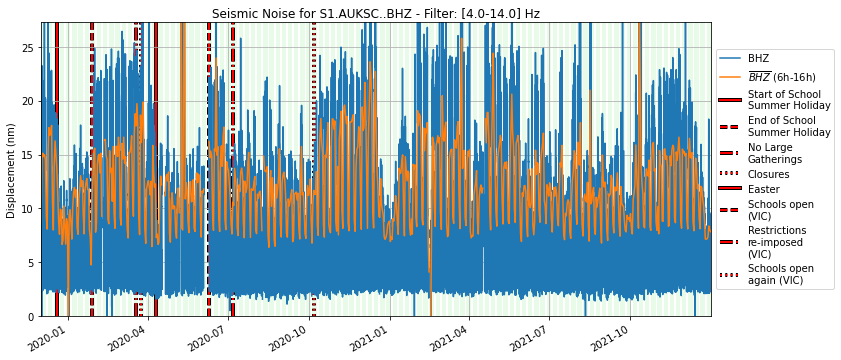 Seismic Noise for S1.AUKSC..BHZ - Filter: [4.0-14.0] Hz
Displacement (nm)
25
20
15
10
5
0
2020-01
2020-04
2020-07
2020-10
2021-01
2021-04
2021-07
2021-10
BHZ
BHZ (6h-16h)
Start of School
Summer Holiday
End of School
Summer Holiday
No Large
Gatherings
Closures
Easter
Schools open
(VIC)
Restrictions
re-imposed
(VIC)
Schools open
again (VIC)